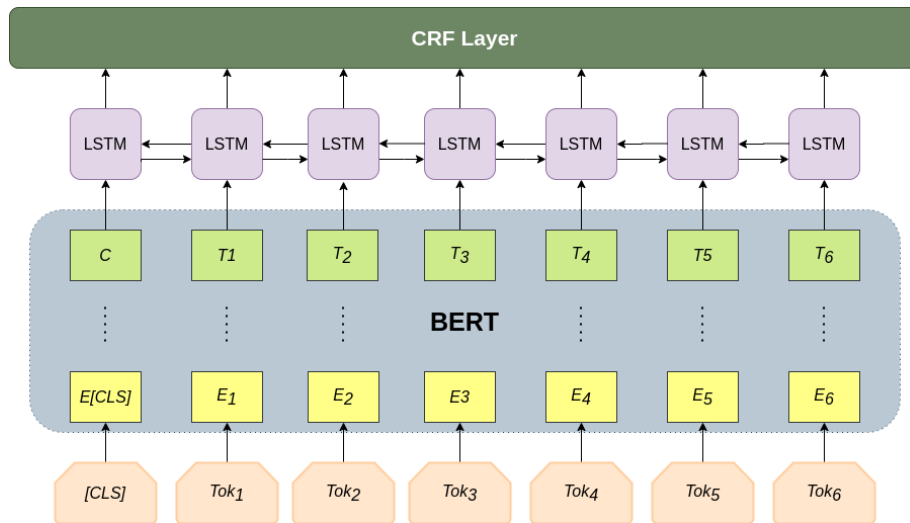 CRF Layer
LSTM LSTM LSTM LSTM LSTM LSTM LSTM
C T1 T2 T3 T4 T5 T6
BERT
E[CLS] E1 E2 E3 E4 E5 E6
[CLS] Tok1 Tok2 Tok3 Tok4 Tok5 Tok6